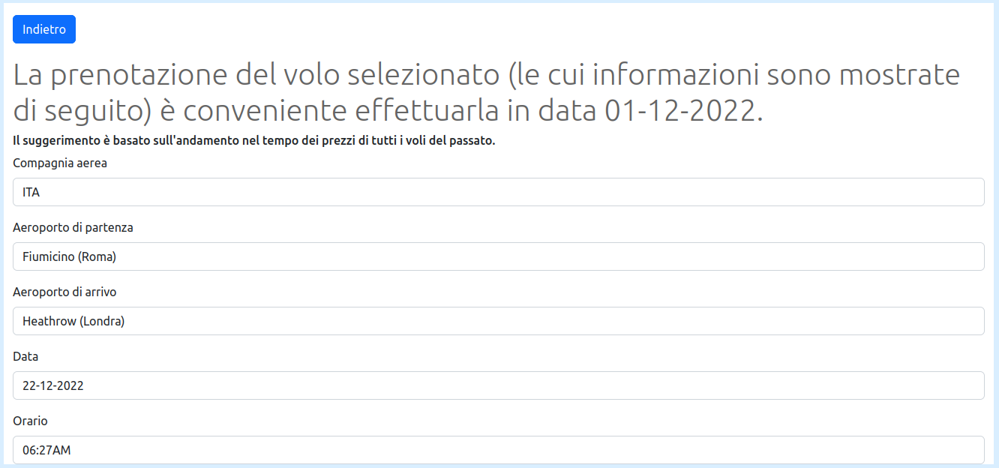 Indietro
La prenotazione del volo selezionato (le cui informazioni sono mostrate
di seguito) è conveniente effettuarla in data 01-12-2022.
Il suggerimento è basato sull'andamento nel tempo dei prezzi di tutti i voli del passato.
Compagnia aerea
ITA
Aeroporto di partenza
Fiumicino (Roma)
Aeroporto di arrivo
Heathrow (Londra)
Data
22-12-2022
Orario
06:27AM